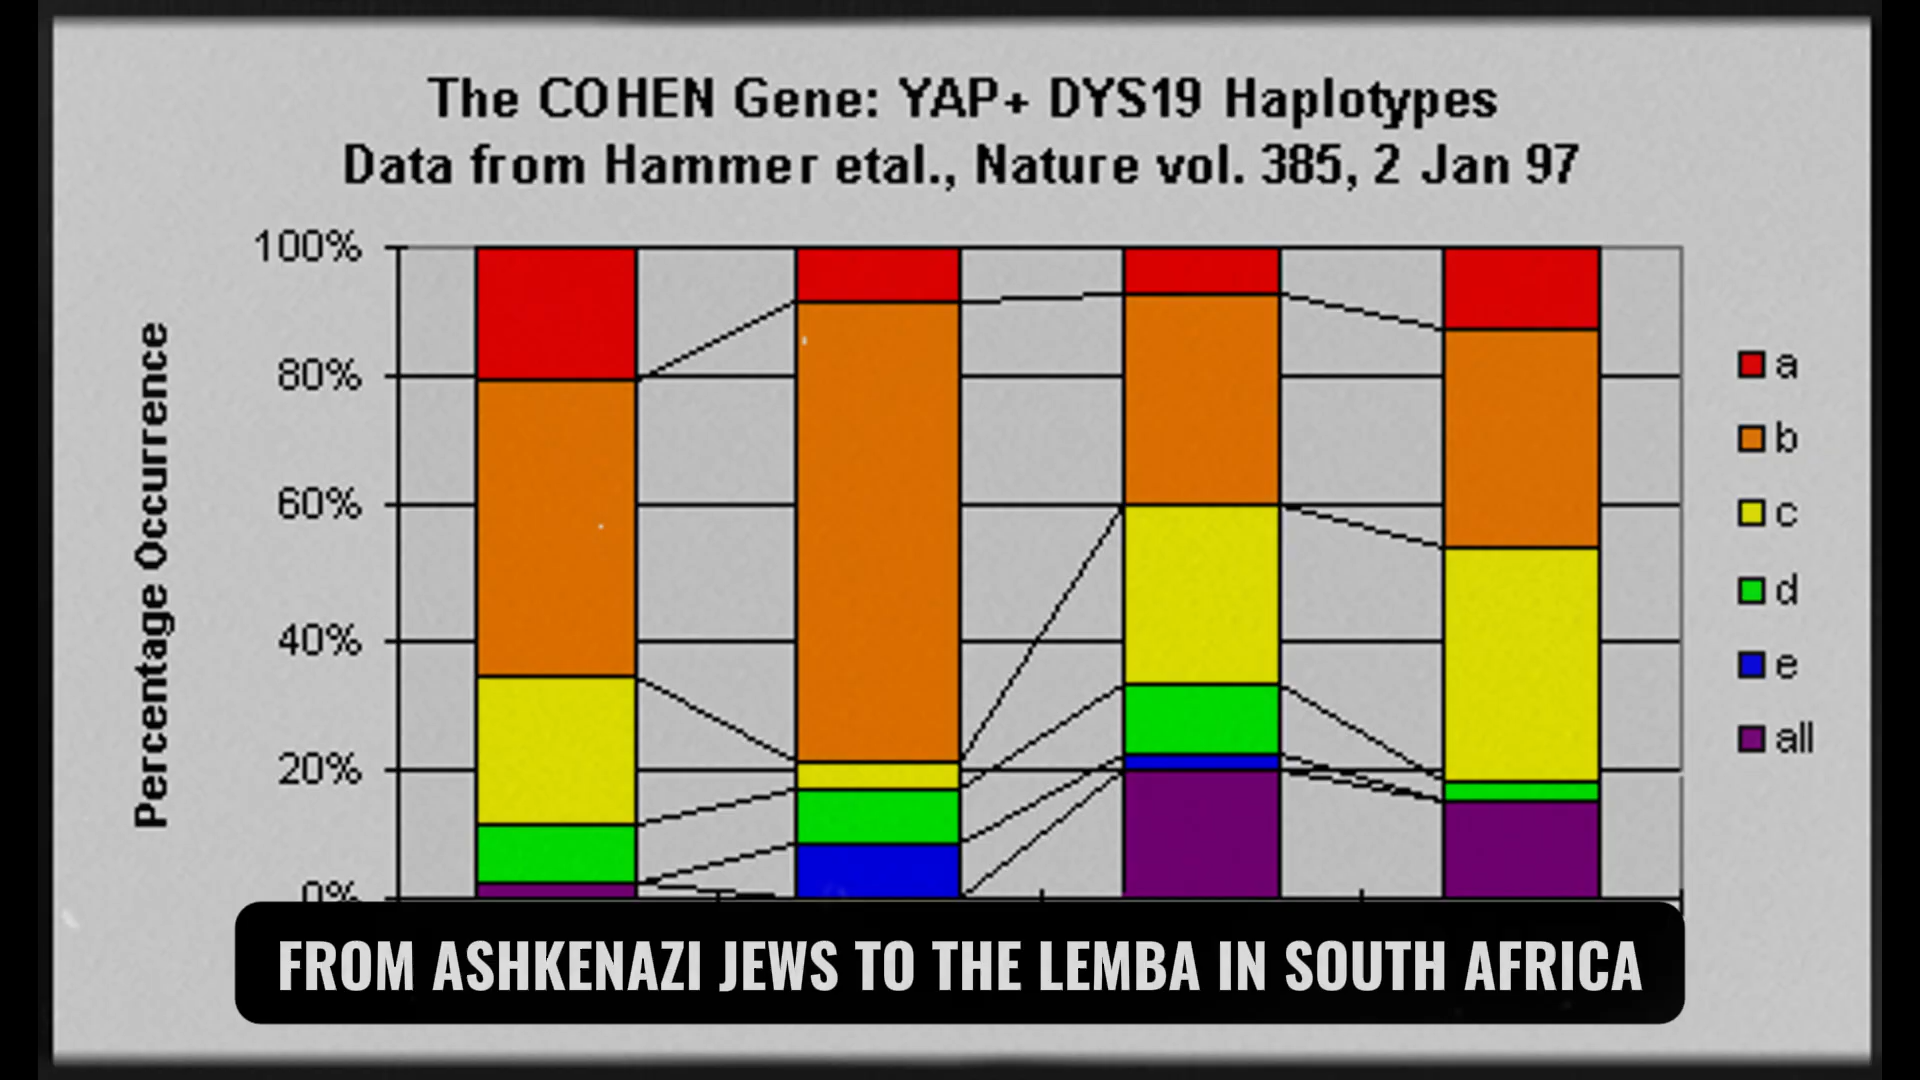 The COHEN Gene: YAP+ DYS19 Haplotypes
Data from Hammer etal., Nature vol. 385, 2 Jan 97
Percentage Occurrence
100%
80%
60%
40%
20%
0%
a
b
c
d
e
all
FROM ASHKENAZI JEWS TO THE LEMBA IN SOUTH AFRICA